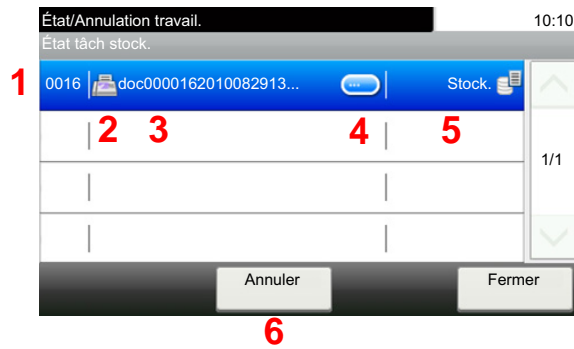 État/Annulation travail. 10:10
État tâch stock.
1 0016 doc0000162010082913... Stock.
2 3 4 5
1/1
Annuler Fermer
6